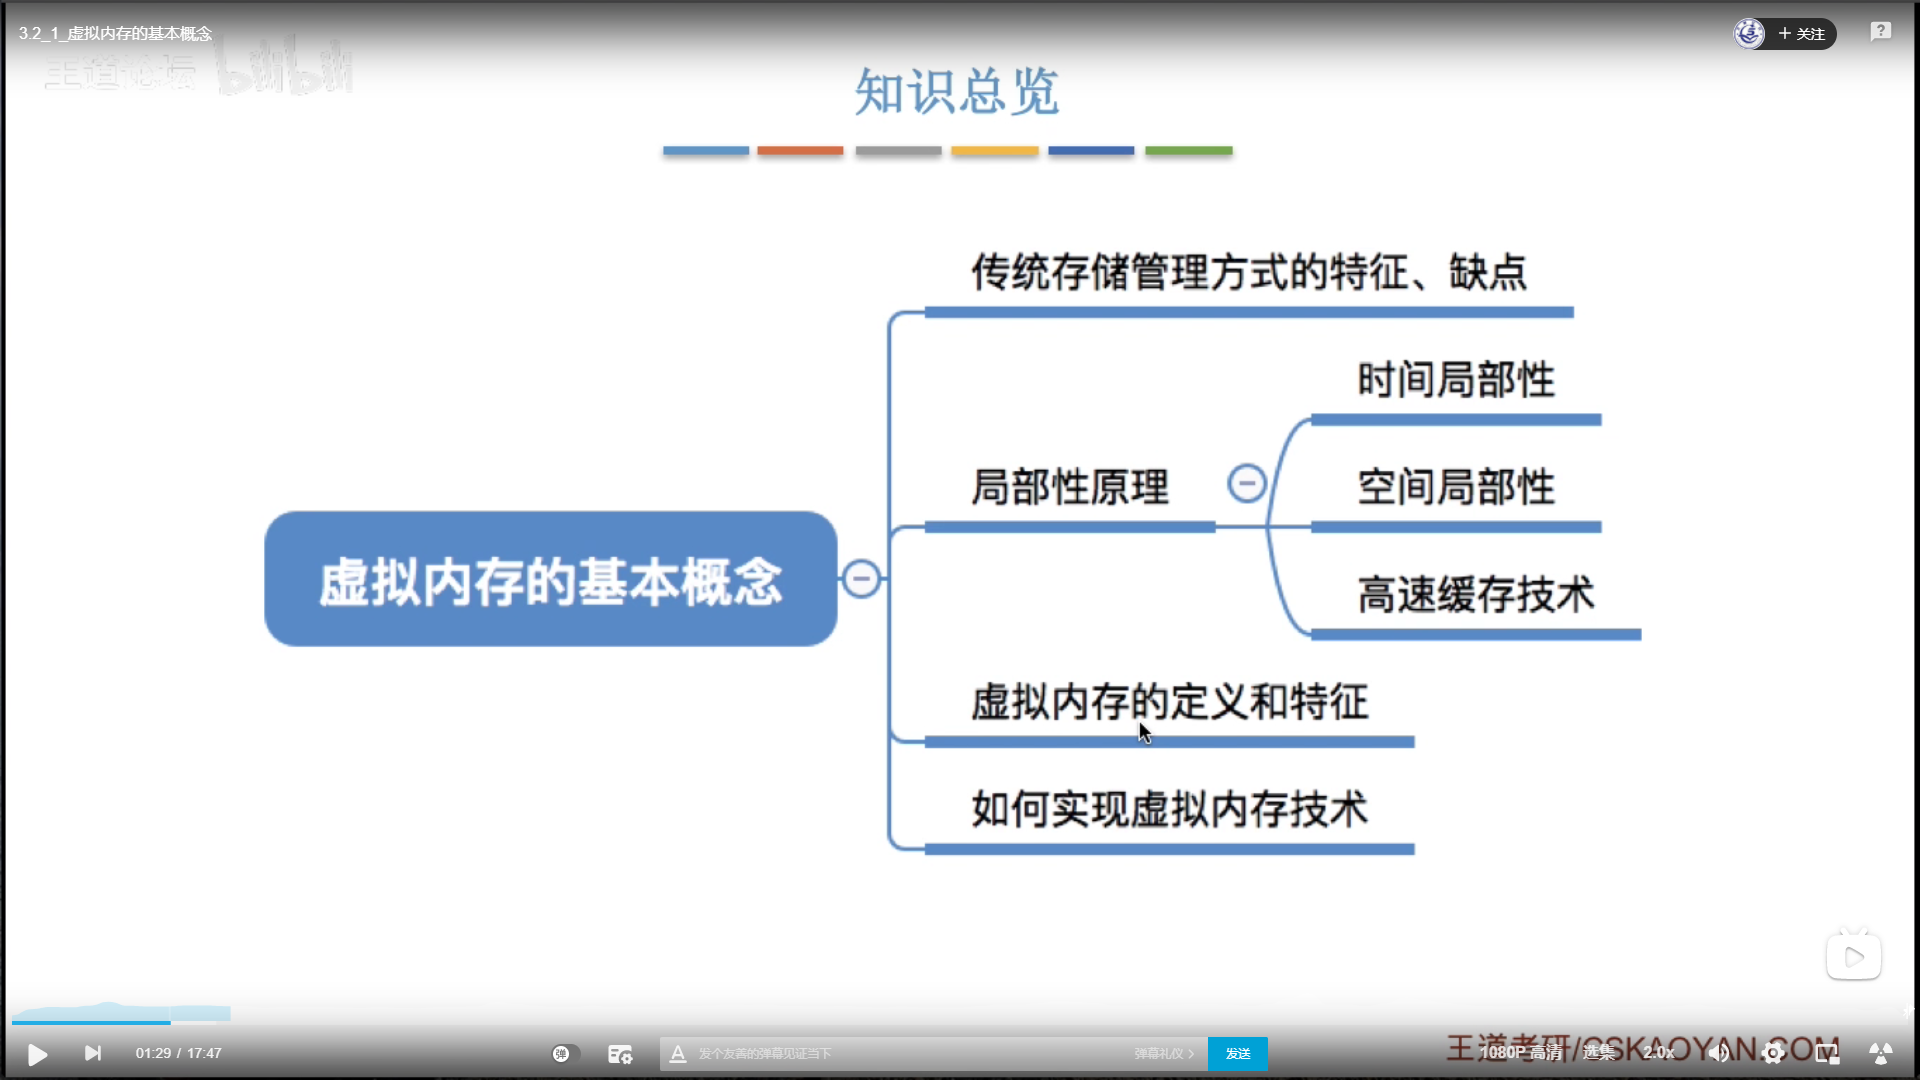 3.2_1_虚拟内存的基本概念
+ 关注
王道论坛 bilibili
知识总览
传统存储管理方式的特征、缺点
时间局部性
局部性原理
空间局部性
高速缓存技术
虚拟内存的基本概念
虚拟内存的定义和特征
如何实现虚拟内存技术
王道考研/CSKAOYAN.COM
01:29 / 17:47
弹
发个友善的弹幕见证当下
弹幕礼仪 >
发送
1080P 高清
选集
2.0x